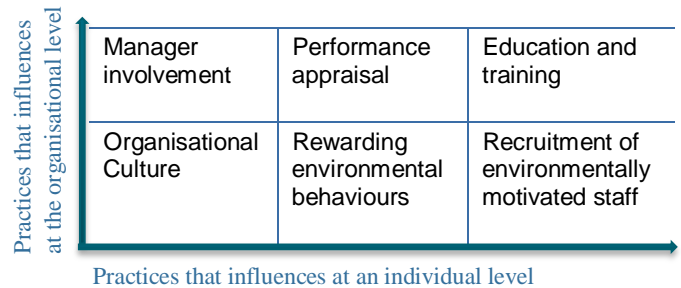 Practices that influences
at the organisational level
Manager
involvement
Performance
appraisal
Education and
training
Organisational
Culture
Rewarding
environmental
behaviours
Recruitment of
environmentally
motivated staff
Practices that influences at an individual level